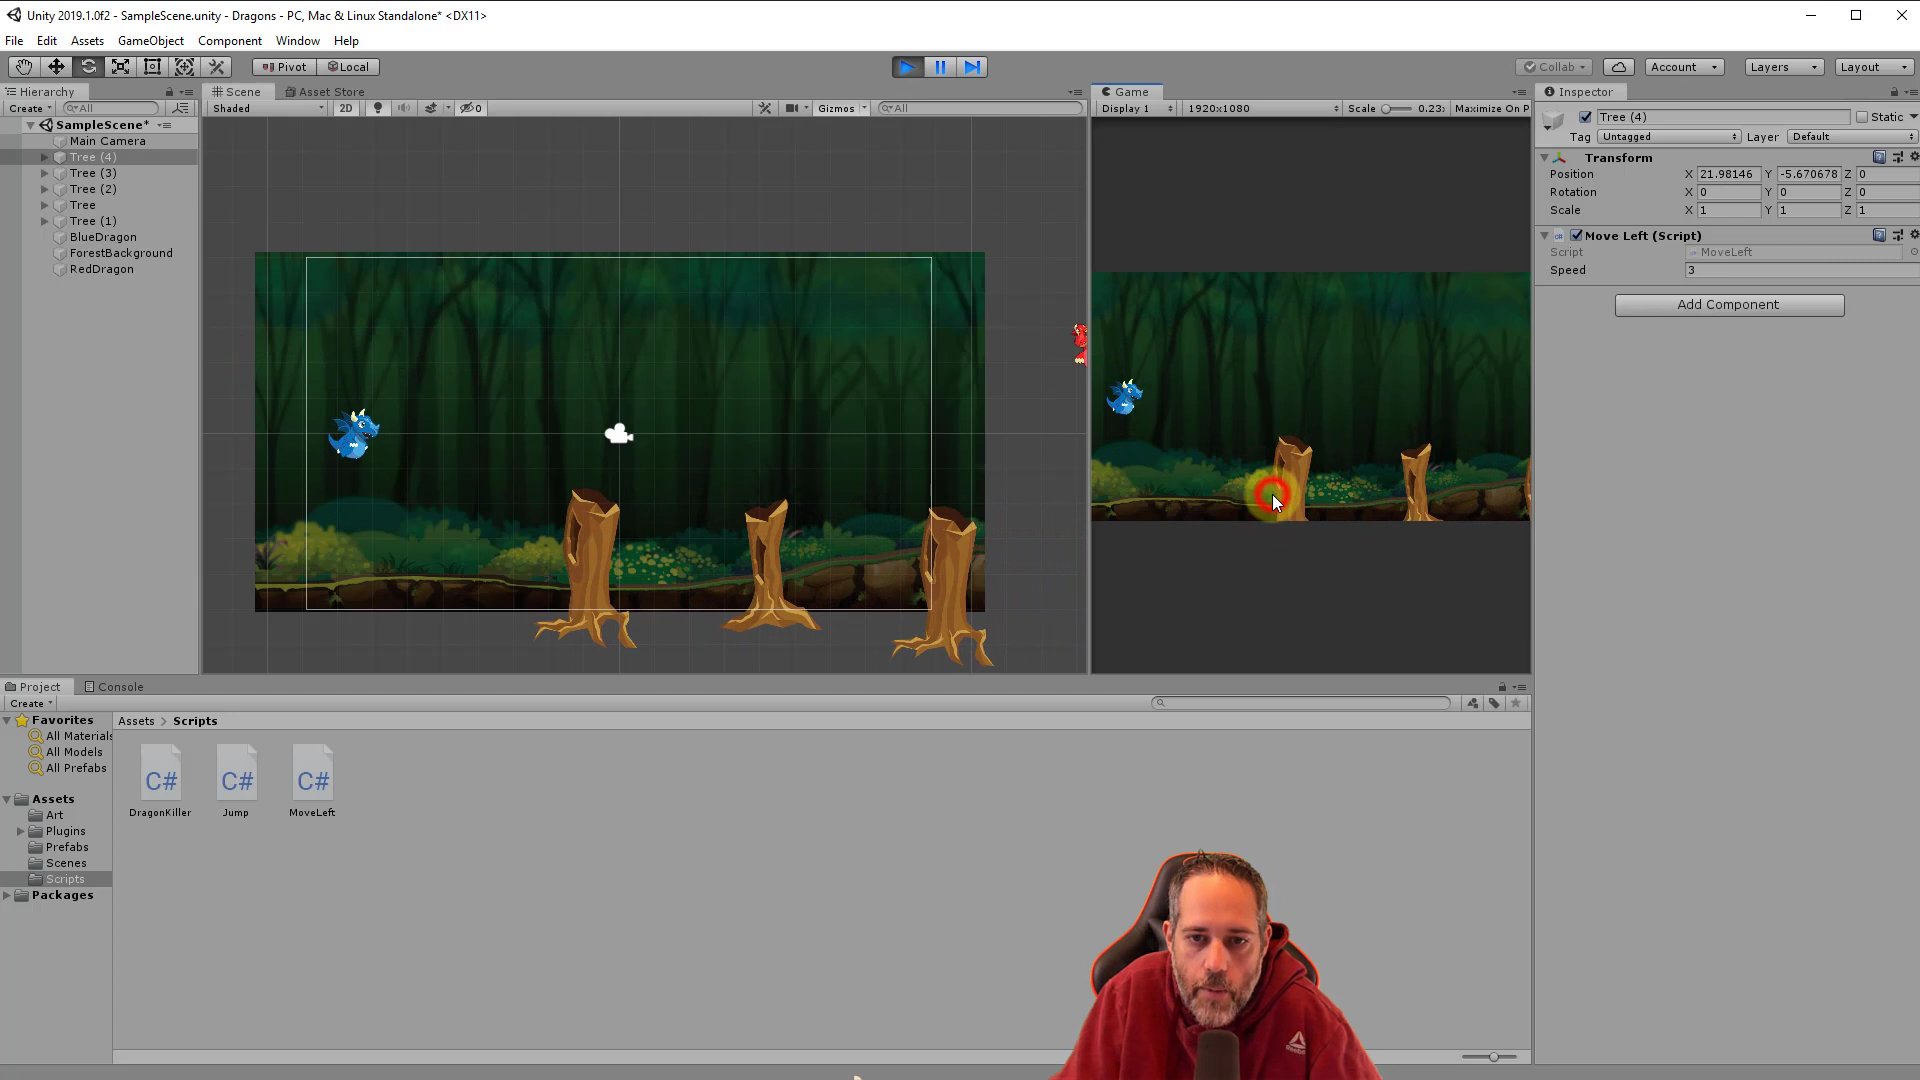 Unity 2019.1.0f2 - SampleScene.unity - Dragons - PC, Mac & Linux Standalone* <DX11>
File Edit Assets GameObject Component Window Help
Pivot Local Collab Account Layers Layout
Hierarchy
Create All
SampleScene*
Main Camera
Tree (4)
Tree (3)
Tree (2)
Tree
Tree (1)
BlueDragon
ForestBackground
RedDragon
Scene Asset Store
Shaded 2D 0 Gizmos All
Game
Display 1 1920x1080 Scale 0.23 Maximize On P
Inspector
Tree (4) Static
Tag Untagged Layer Default
Transform
Position X 21.98146 Y -5.670678 Z 0
Rotation X 0 Y 0 Z 0
Scale X 1 Y 1 Z 1
Move Left (Script)
Script MoveLeft
Speed 3
Add Component
Project Console
Create
Favorites
All Materials
All Models
All Prefabs
Assets
Art
Plugins
Prefabs
Scenes
Scripts
Packages
Assets > Scripts
C# C# C#
DragonKiller Jump MoveLeft
Reebok